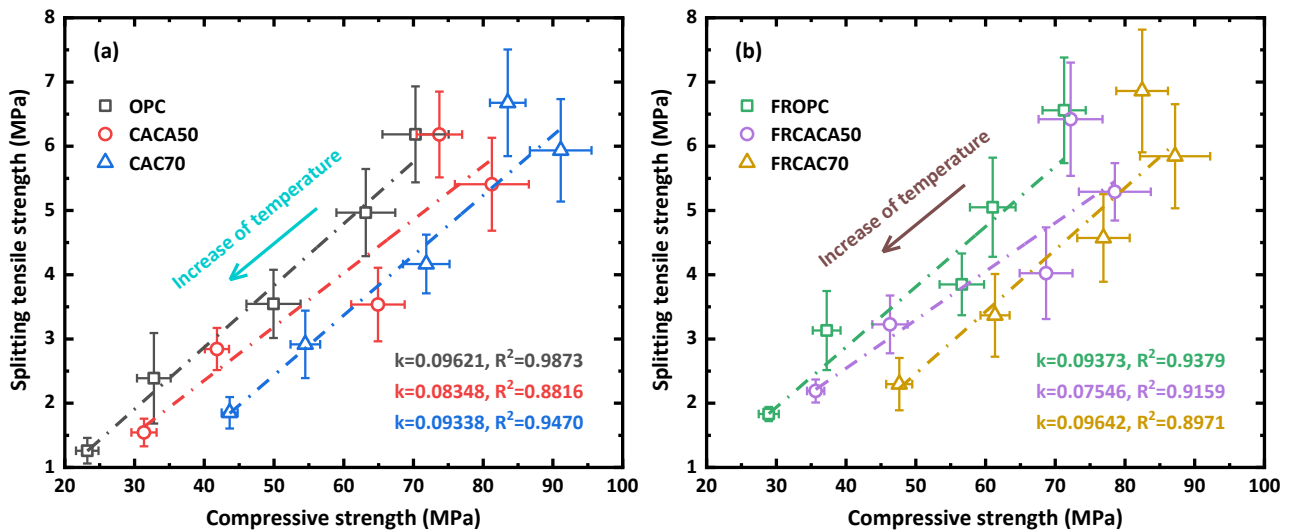 (a)
OPC
CACA50
CAC70
Increase of temperature
k=0.09621, R²=0.9873
k=0.08348, R²=0.8816
k=0.09338, R²=0.9470
Splitting tensile strength (MPa)
8
7
6
5
4
3
2
1
20 30 40 50 60 70 80 90 100
Compressive strength (MPa)
(b)
FROPC
FRCACA50
FRCAC70
Increase of temperature
k=0.09373, R²=0.9379
k=0.07546, R²=0.9159
k=0.09642, R²=0.8971
Splitting tensile strength (MPa)
8
7
6
5
4
3
2
1
20 30 40 50 60 70 80 90 100
Compressive strength (MPa)